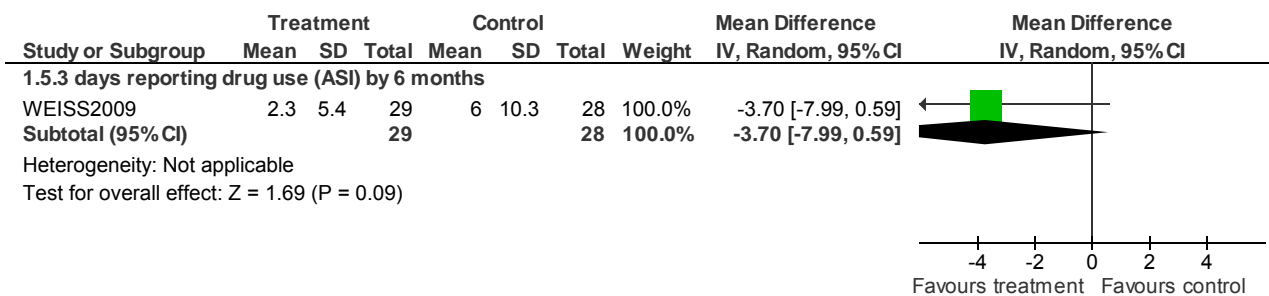 Treatment Control Mean Difference Mean Difference
Study or Subgroup Mean SD Total Mean SD Total Weight IV, Random, 95% CI IV, Random, 95% CI
1.5.3 days reporting drug use (ASI) by 6 months
WEISS2009 2.3 5.4 29 6 10.3 28 100.0% -3.70 [-7.99, 0.59]
Subtotal (95% CI) 29 28 100.0% -3.70 [-7.99, 0.59]
Heterogeneity: Not applicable
Test for overall effect: Z = 1.69 (P = 0.09)
-4 -2 0 2 4
Favours treatment Favours control